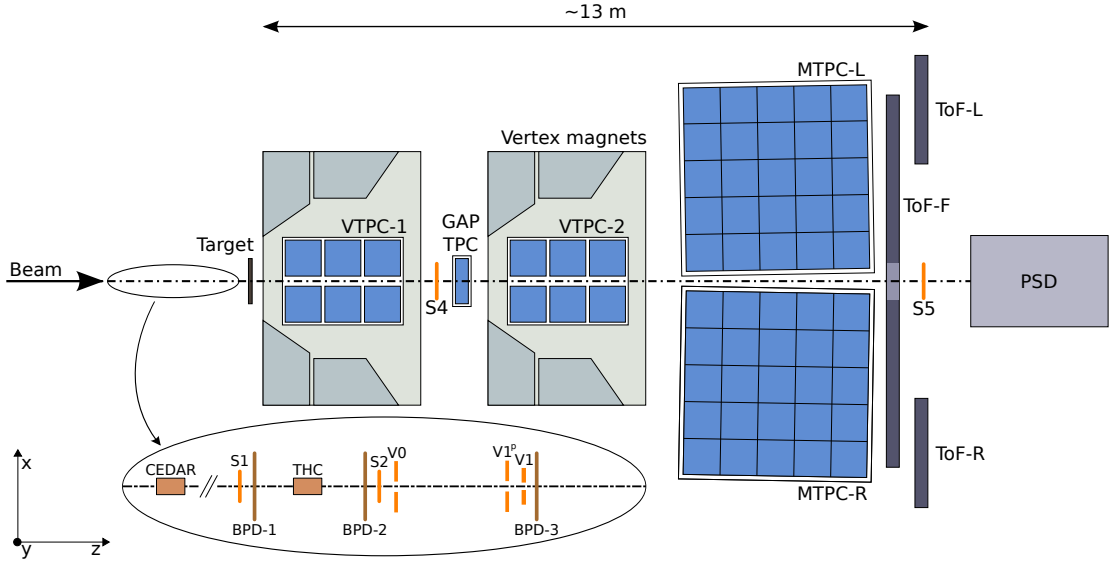 ~13 m
MTPC-L
ToF-L
Vertex magnets
ToF-F
VTPC-1
GAP
TPC
VTPC-2
Target
Beam
PSD
S4
S5
x
y
z
CEDAR
S1
BPD-1
THC
BPD-2
S2
V0
V1ᵖ
V1
BPD-3
MTPC-R
ToF-R